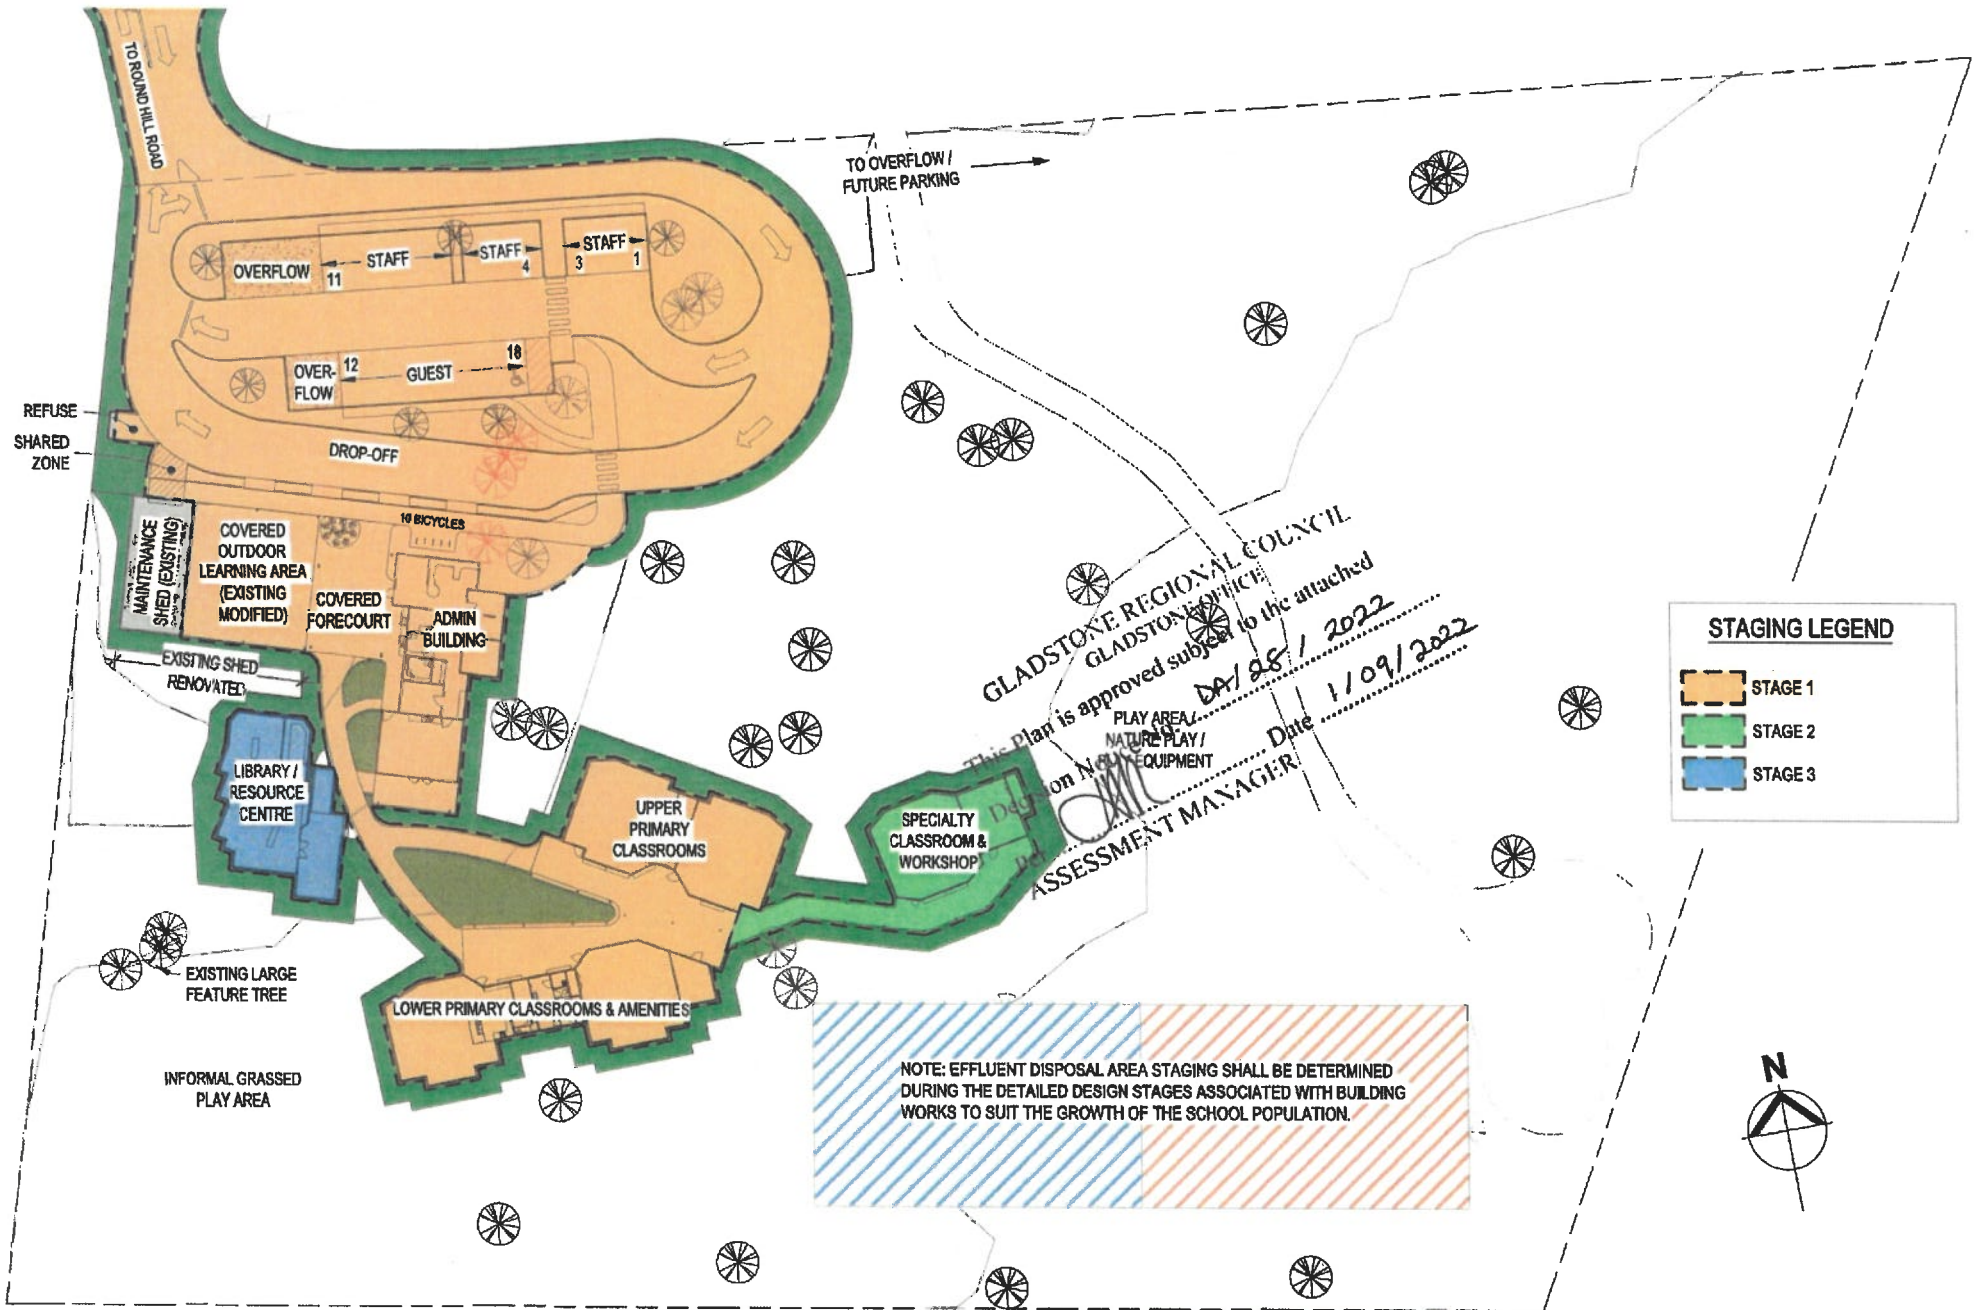 TO ROUND HILL ROAD
TO OVERFLOW /
FUTURE PARKING
OVERFLOW
11
STAFF
STAFF
4
STAFF
3
1
OVER-
FLOW
12
GUEST
18
REFUSE
SHARED
ZONE
DROP-OFF
10 BICYCLES
MAINTENANCE
SHED (EXISTING)
COVERED
OUTDOOR
LEARNING AREA
(EXISTING
MODIFIED)
COVERED
FORECOURT
ADMIN
BUILDING
EXISTING SHED
RENOVATED
LIBRARY /
RESOURCE
CENTRE
UPPER
PRIMARY
CLASSROOMS
SPECIALTY
CLASSROOM &
WORKSHOP
PLAY AREA /
NATURE PLAY /
EQUIPMENT
GLADSTONE REGIONAL COUNCIL
GLADSTONE OFFICE
This Plan is approved subject to the attached
DA/28/2022
Date 1/09/2022
ASSESSMENT MANAGER
STAGING LEGEND
STAGE 1
STAGE 2
STAGE 3
EXISTING LARGE
FEATURE TREE
LOWER PRIMARY CLASSROOMS & AMENITIES
INFORMAL GRASSED
PLAY AREA
NOTE: EFFLUENT DISPOSAL AREA STAGING SHALL BE DETERMINED
DURING THE DETAILED DESIGN STAGES ASSOCIATED WITH BUILDING
WORKS TO SUIT THE GROWTH OF THE SCHOOL POPULATION.
N